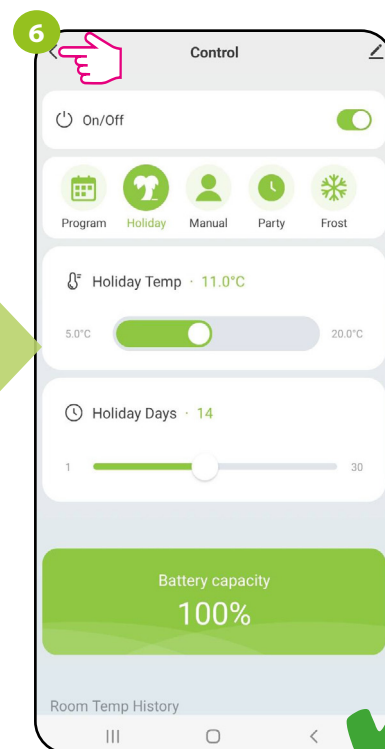 6
Control
On/Off
Program Holiday Manual Party Frost
Holiday Temp · 11.0°C
5.0°C 20.0°C
Holiday Days · 14
1 30
Battery capacity
100%
Room Temp History